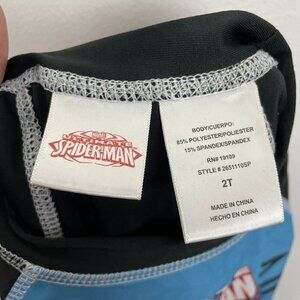 ULTIMATE
SPIDER-MAN
BODY/CUERPO:
85% POLYESTER/POLIESTER
15% SPANDEX/SPANDEX
RN# 19109
STYLE # 2651110SP
2T
MADE IN CHINA
HECHO EN CHINA